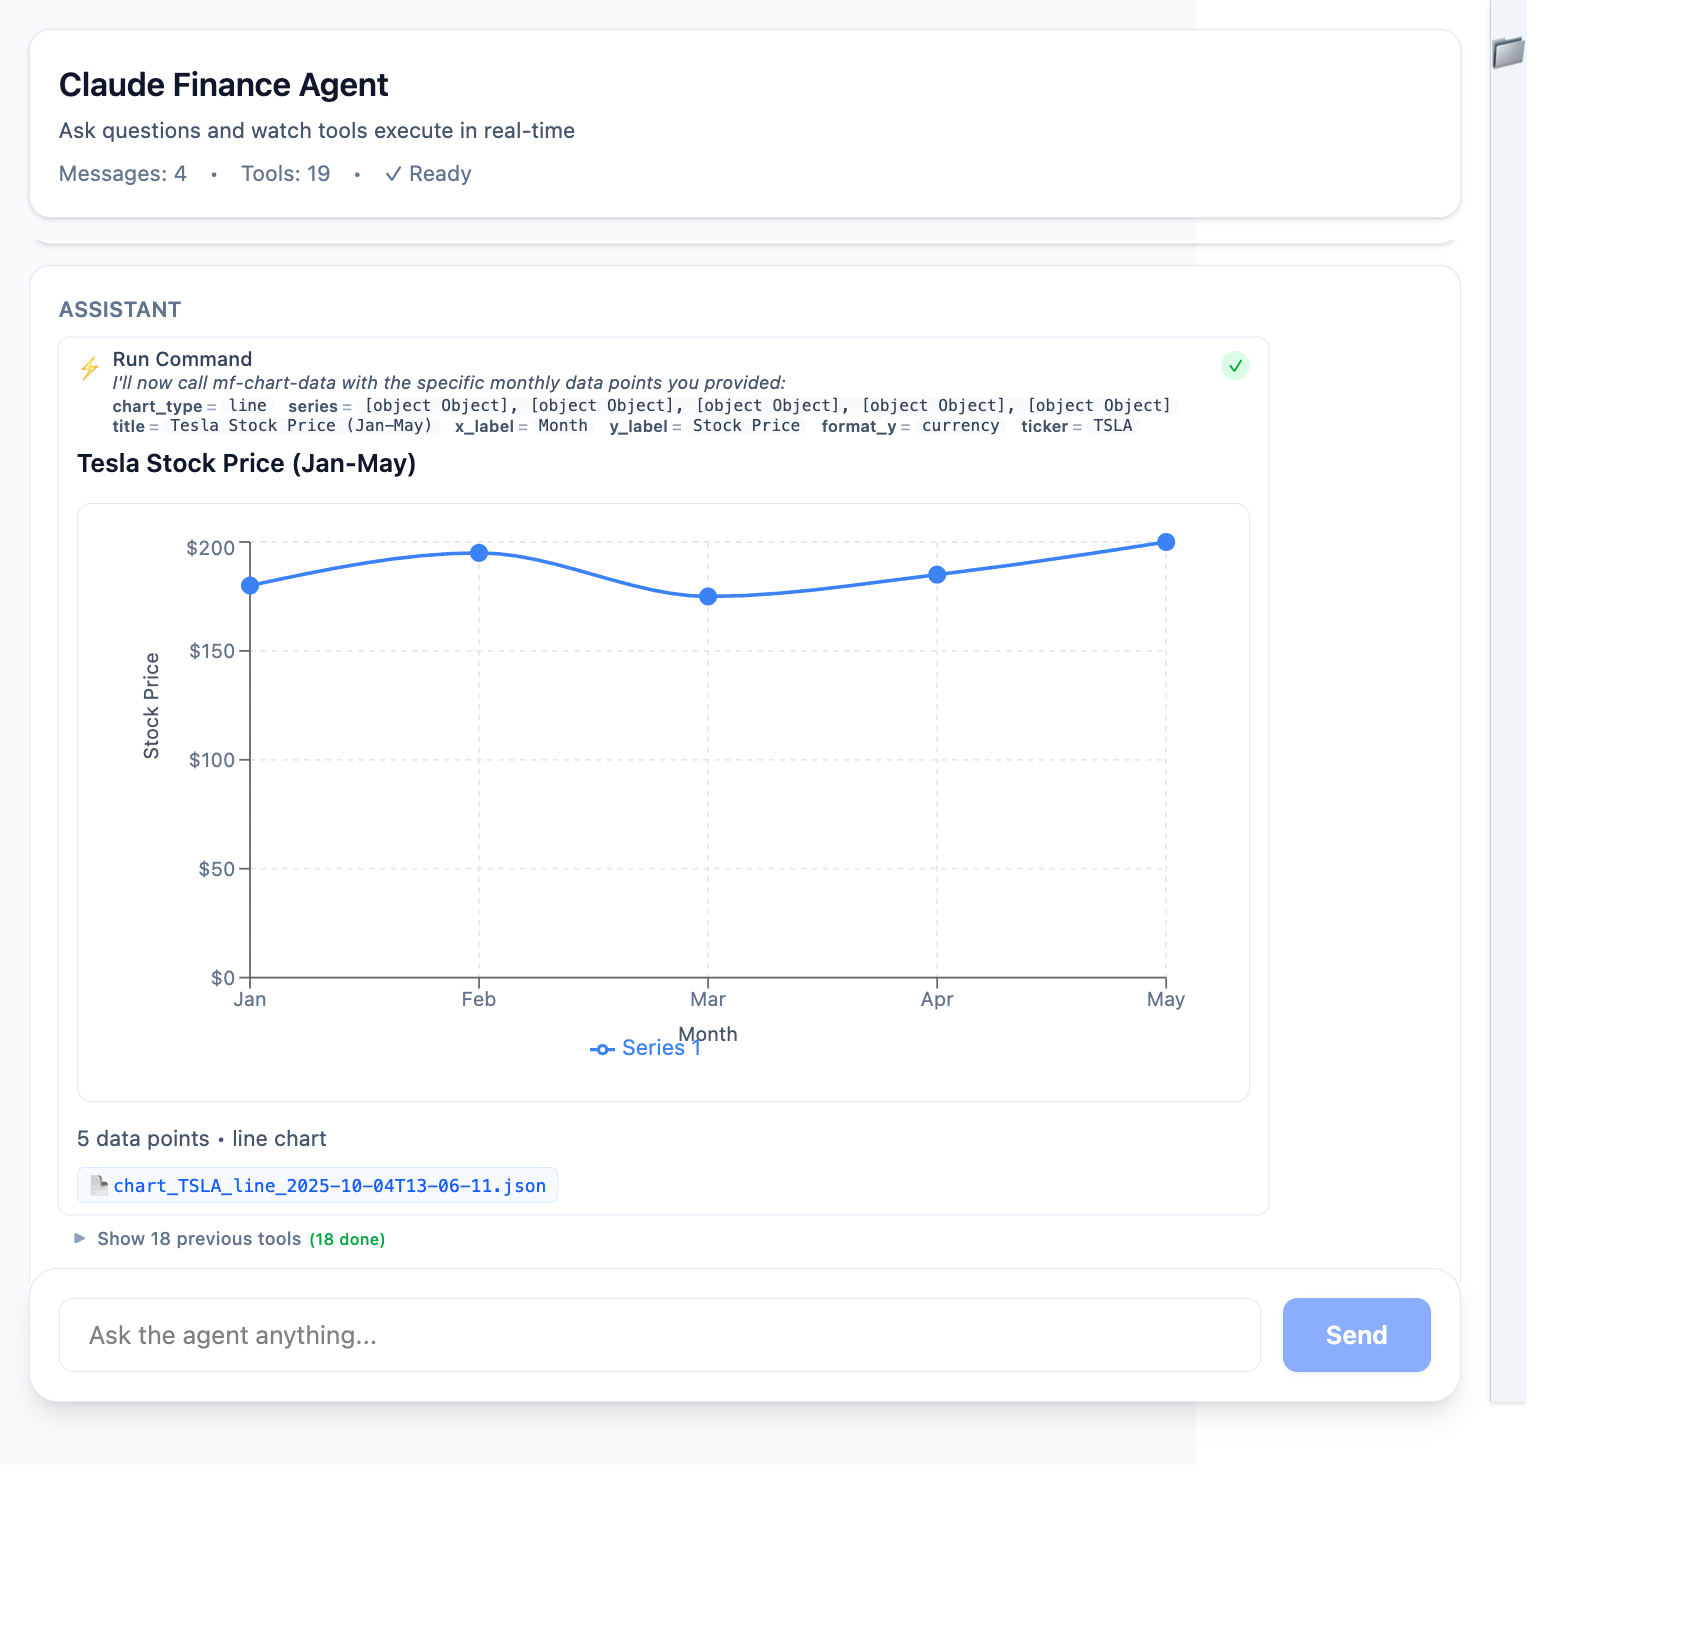 Claude Finance Agent
Ask questions and watch tools execute in real-time
Messages: 4 • Tools: 19 • ✓ Ready
ASSISTANT
Run Command
I'll now call mf-chart-data with the specific monthly data points you provided:
chart_type = line series = [object Object], [object Object], [object Object], [object Object], [object Object]
title = Tesla Stock Price (Jan–May) x_label = Month y_label = Stock Price format_y = currency ticker = TSLA
Tesla Stock Price (Jan-May)
$200
$150
$100
$50
$0
Stock Price
Jan Feb Mar Apr May
Month
Series 1
5 data points • line chart
chart_TSLA_line_2025-10-04T13-06-11.json
Show 18 previous tools (18 done)
Ask the agent anything...
Send